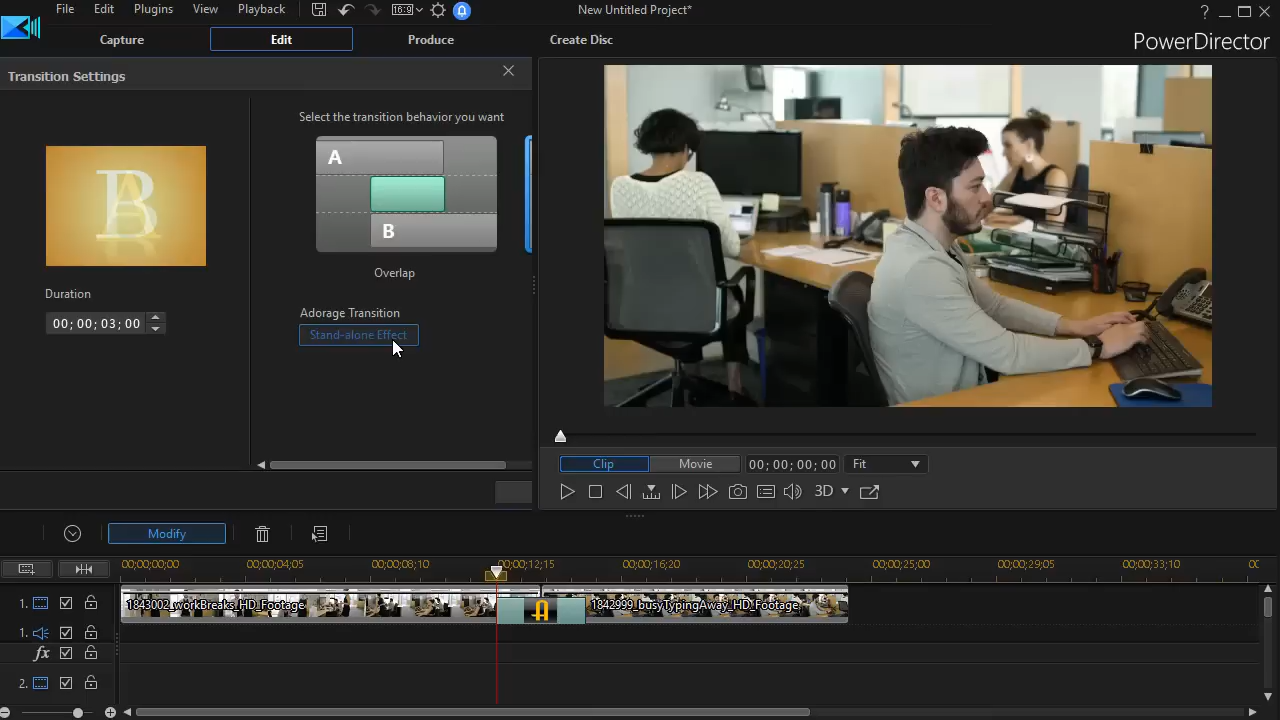 File Edit Plugins View Playback 16:9 New Untitled Project* ?
Capture Edit Produce Create Disc PowerDirector
Transition Settings
Select the transition behavior you want
A
B
B
A
Overlap
Duration
00; 00; 03; 00
Adorage Transition
Stand-alone Effect
Clip Movie 00; 00; 00; 00 Fit
3D
Modify
00;00;00;00 00;00;04;05 00;00;08;10 00;00;12;15 00;00;16;20 00;00;20;25 00;00;25;00 00;00;29;05 00;00;33;10 00
1. 1843002_workBreaks_HD_Footage 1842999_busyTypingAway_HD_Footage
1.
fx
2.